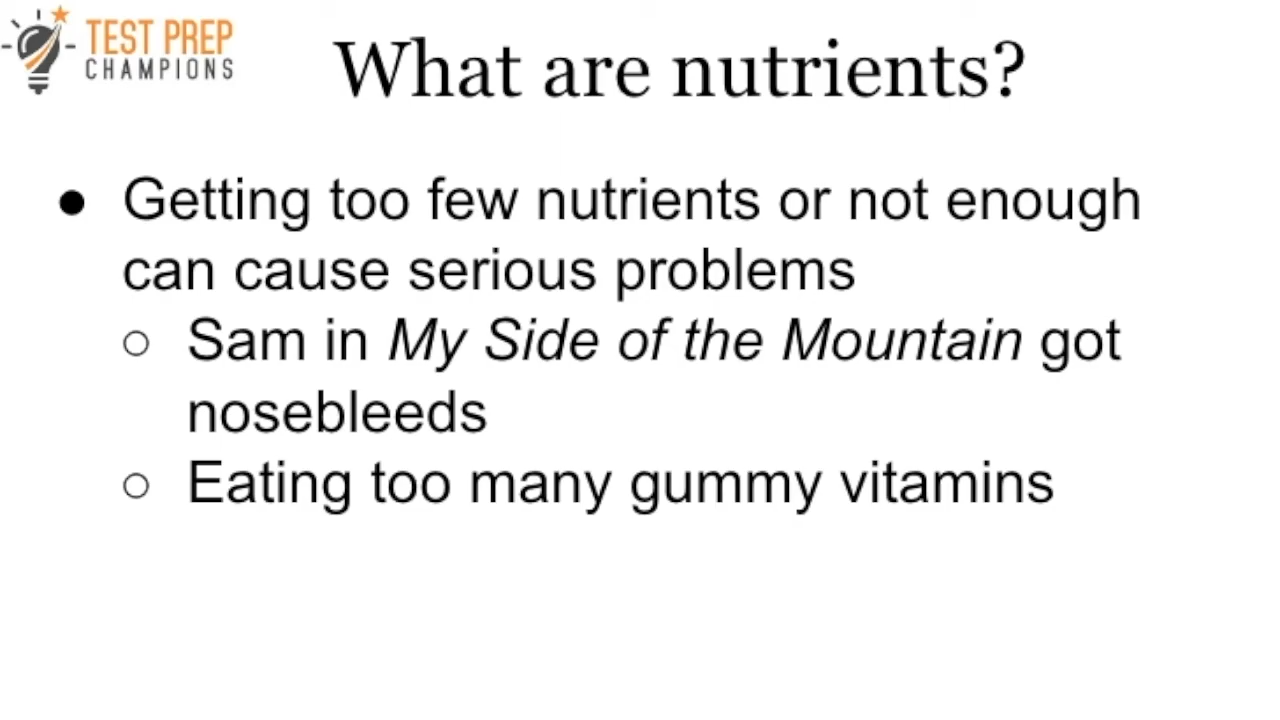 TEST PREP
CHAMPIONS
What are nutrients?
● Getting too few nutrients or not enough
can cause serious problems
○ Sam in My Side of the Mountain got
nosebleeds
○ Eating too many gummy vitamins